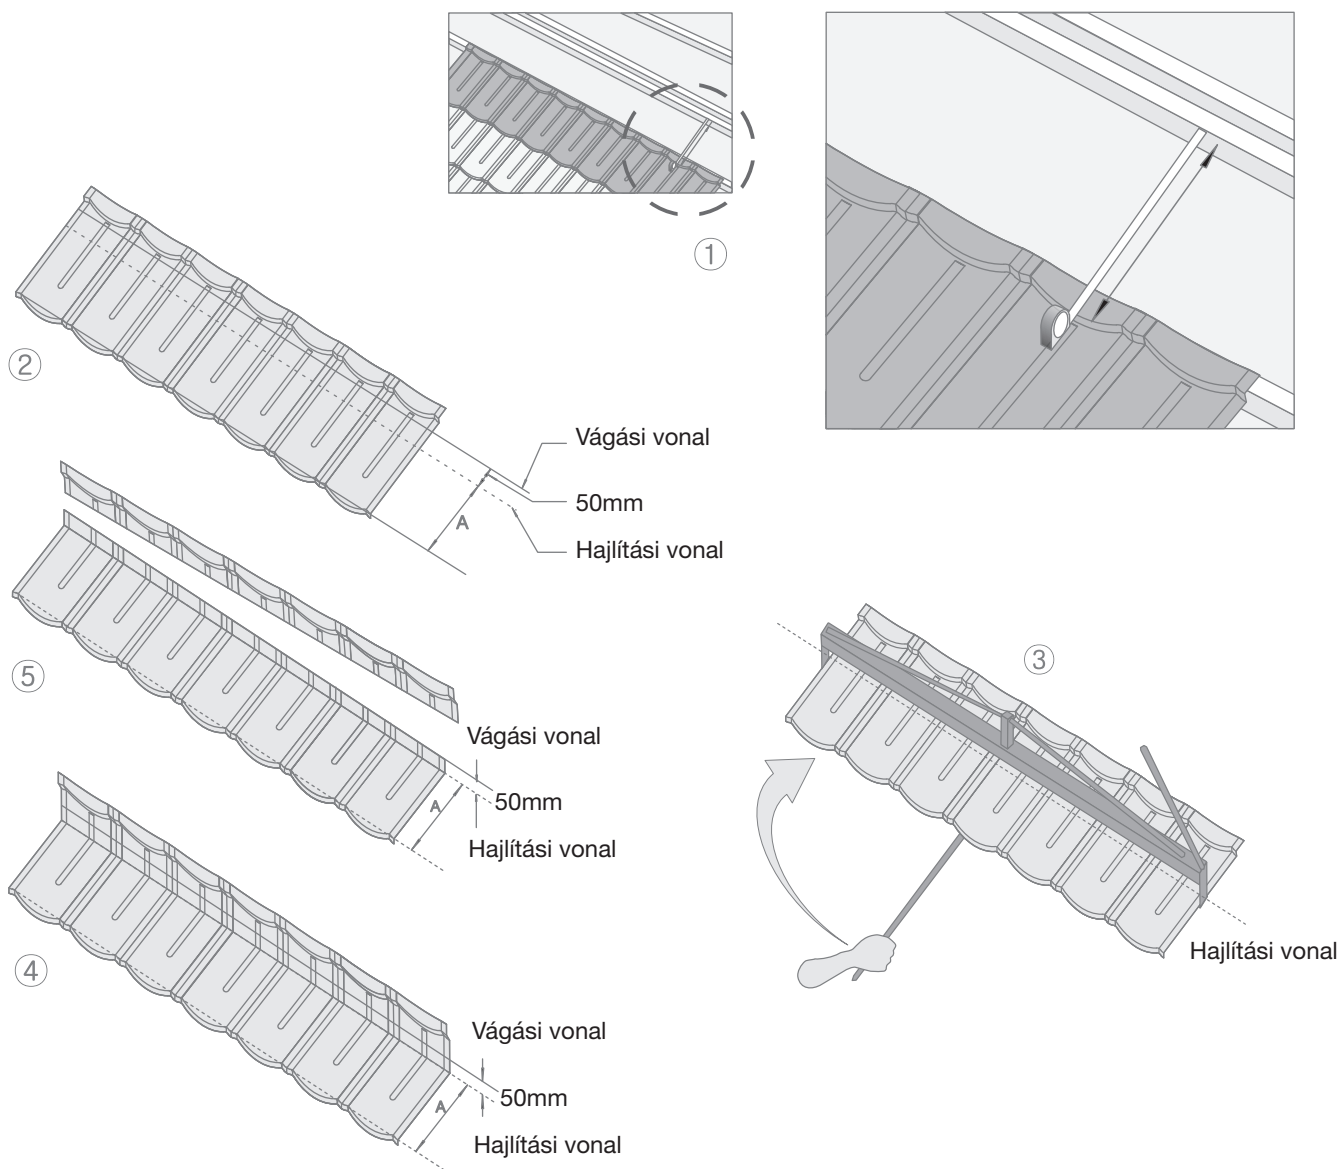 ①
②
Vágási vonal
50mm
A
Hajlítási vonal
⑤
Vágási vonal
A
50mm
Hajlítási vonal
③
Hajlítási vonal
④
Vágási vonal
A
50mm
Hajlítási vonal